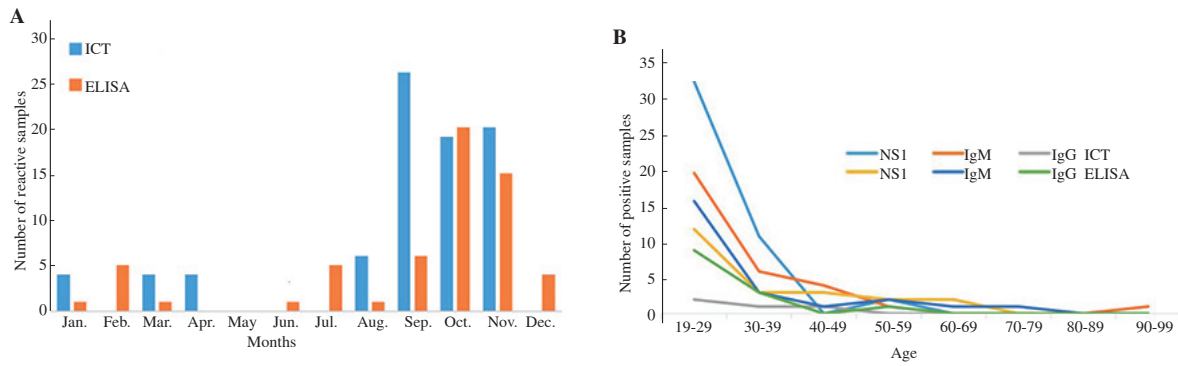 A
Number of reactive samples
30
25
20
15
10
5
0
ICT
ELISA
Jan. Feb. Mar. Apr. May Jun. Jul. Aug. Sep. Oct. Nov. Dec.
Months
B
Number of positive samples
35
30
25
20
15
10
5
0
NS1 IgM IgG ICT
NS1 IgM IgG ELISA
19-29 30-39 40-49 50-59 60-69 70-79 80-89 90-99
Age